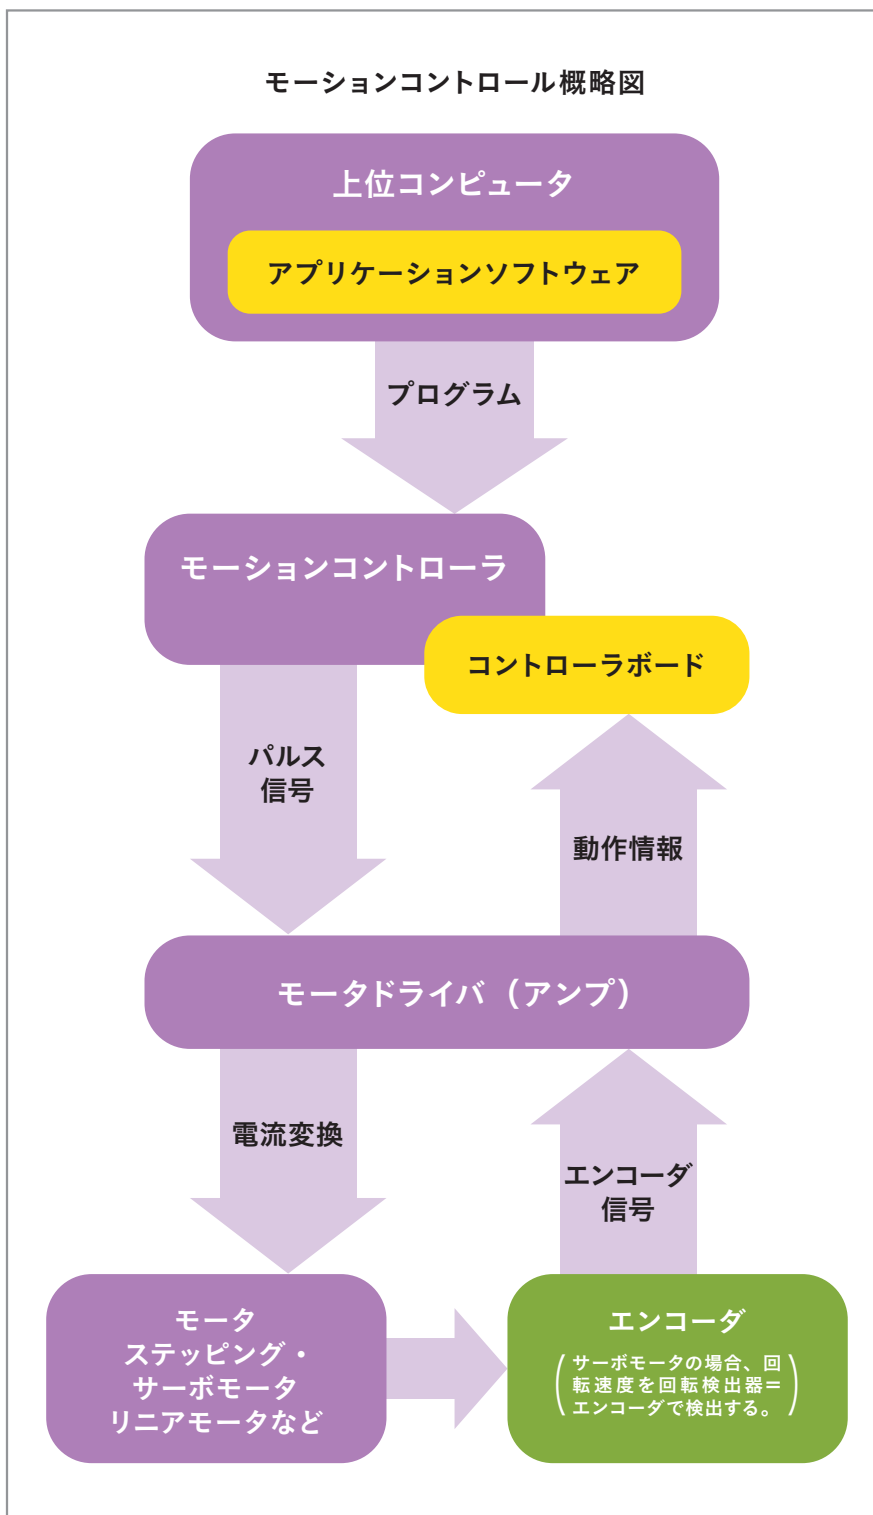 モーションコントロール概略図
上位コンピュータ
アプリケーションソフトウェア
プログラム
モーションコントローラ
コントローラボード
パルス
信号
動作情報
モータドライバ（アンプ）
電流変換
エンコーダ
信号
モータ
ステッピング・
サーボモータ
リニアモータなど
エンコーダ
（サーボモータの場合、回
転速度を回転検出器＝
エンコーダで検出する。）